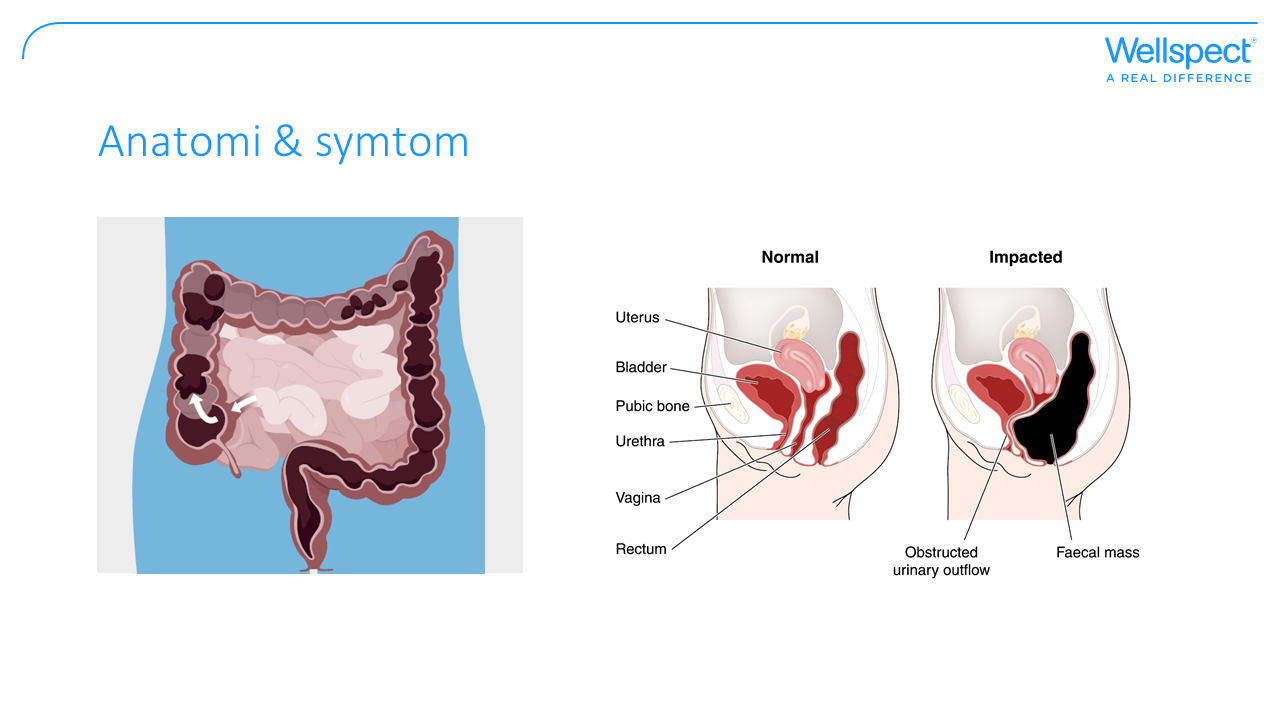 Wellspect®
A REAL DIFFERENCE
Anatomi & symtom
Normal
Impacted
Uterus
Bladder
Pubic bone
Urethra
Vagina
Rectum
Obstructed
urinary outflow
Faecal mass